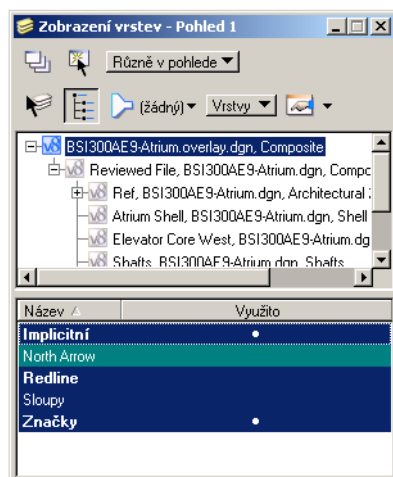 Zobrazení vrstev - Pohled 1
Různě v pohlede
(žádný) Vrstvy
BSI300AE9-Atrium.overlay.dgn, Composite
Reviewed File, BSI300AE9-Atrium.dgn, Compo
Ref, BSI300AE9-Atrium.dgn, Architectural
Atrium Shell, BSI300AE9-Atrium.dgn, Shell
Elevator Core West, BSI300AE9-Atrium.dg
Shafts, BSI300AE9-Atrium.dgn, Shafts
Název Využito
Implicitní
North Arrow
Redline
Sloupy
Značky